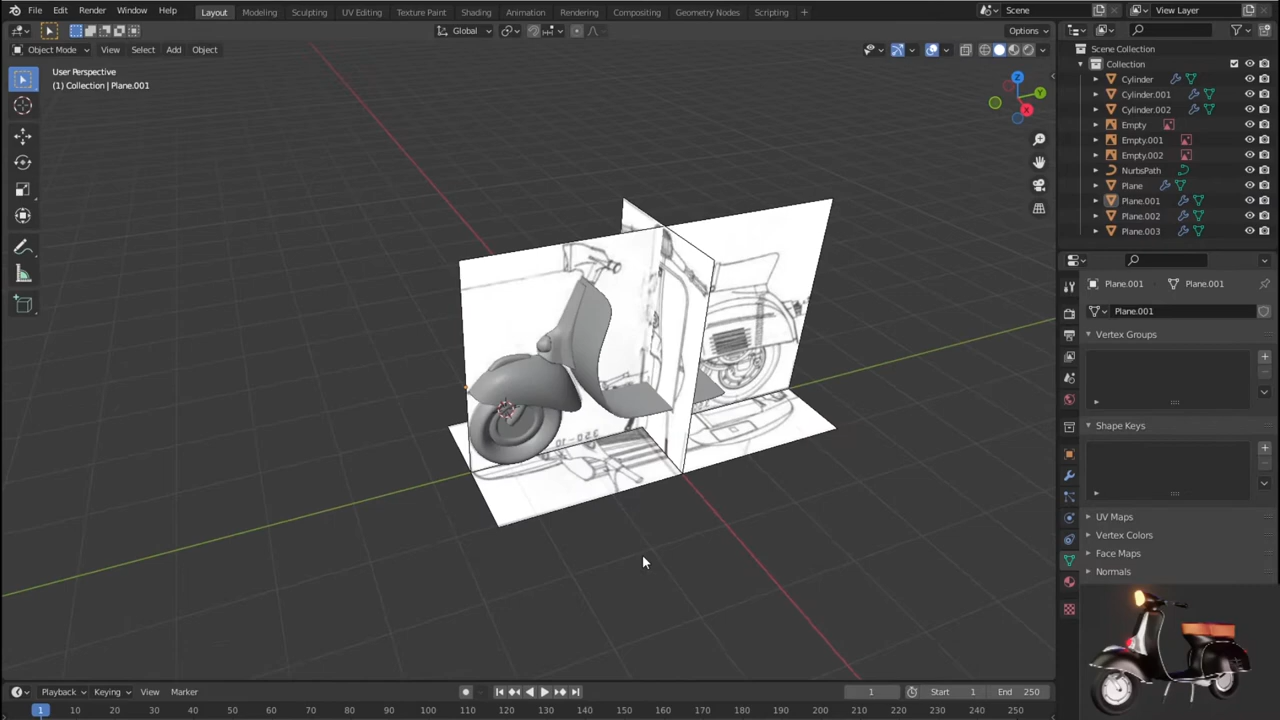 File Edit Render Window Help Layout Modeling Sculpting UV Editing Texture Paint Shading Animation Rendering Compositing Geometry Nodes Scripting + Scene View Layer
Global Options
Object Mode View Select Add Object
User Perspective
(1) Collection | Plane.001
Z
Y
X
Scene Collection
Collection
Cylinder
Cylinder.001
Cylinder.002
Empty
Empty.001
Empty.002
NurbsPath
Plane
Plane.001
Plane.002
Plane.003
Plane.001 Plane.001
Plane.001
Vertex Groups
Shape Keys
UV Maps
Vertex Colors
Face Maps
Normals
Playback Keying View Marker 1 Start 1 End 250
1 10 20 30 40 50 60 70 80 90 100 110 120 130 140 150 160 170 180 190 200 210 220 230 240 250